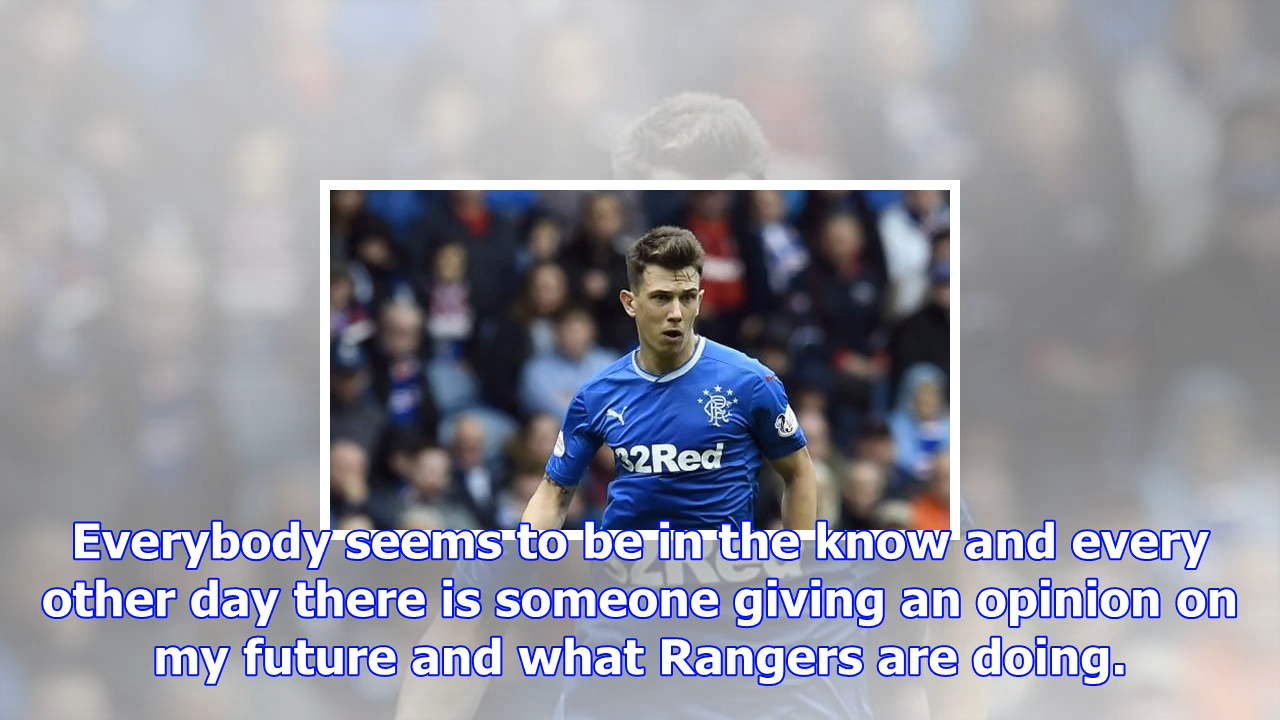 32Red
Everybody seems to be in the know and every
other day there is someone giving an opinion on
my future and what Rangers are doing.